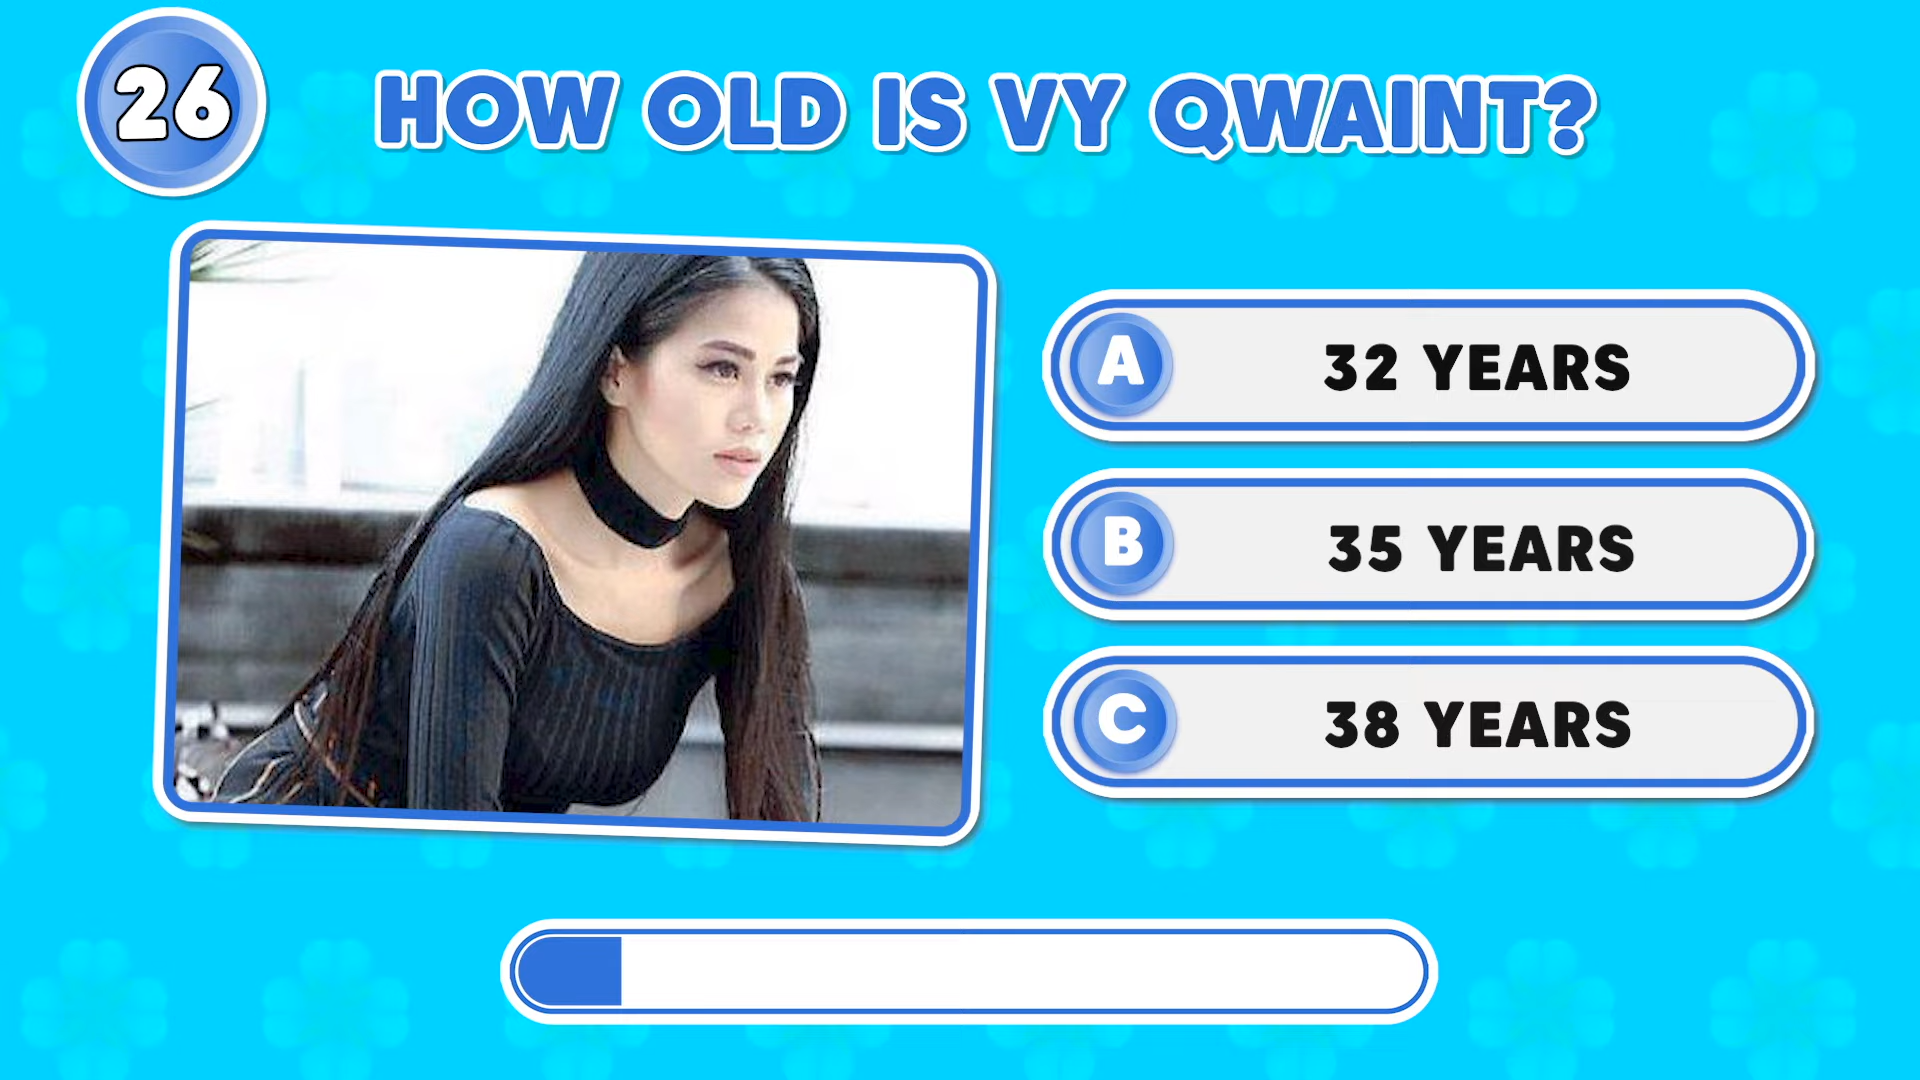 26
HOW OLD IS VY QWAINT?
A
32 YEARS
B
35 YEARS
C
38 YEARS